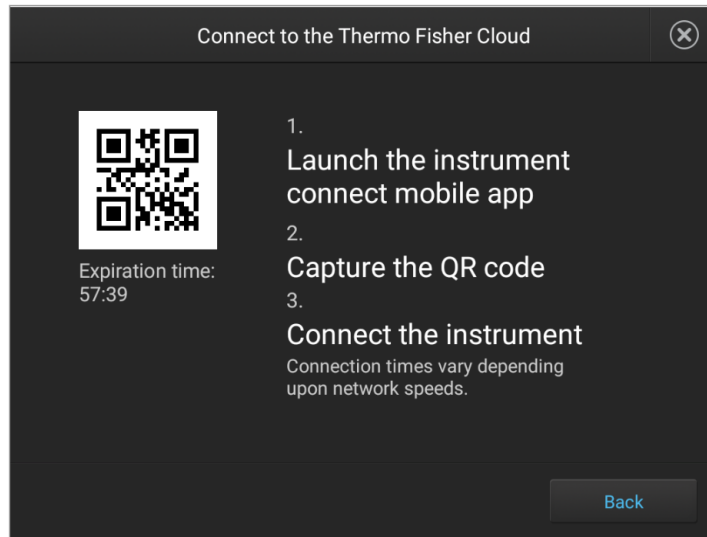 Connect to the Thermo Fisher Cloud
Expiration time:
57:39
1.
Launch the instrument
connect mobile app
2.
Capture the QR code
3.
Connect the instrument
Connection times vary depending
upon network speeds.
Back